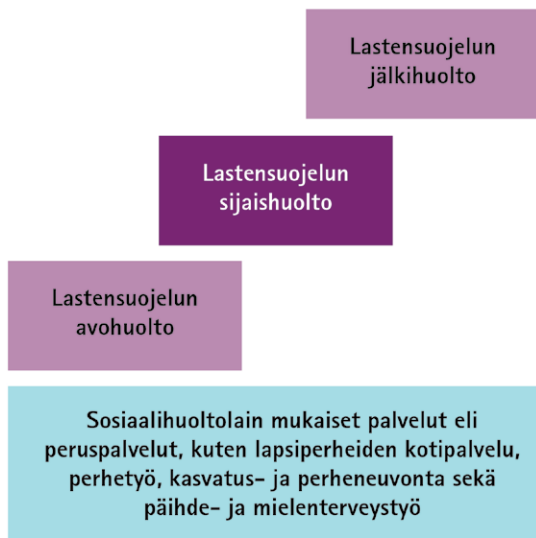 Lastensuojelun
jälkihuolto
Lastensuojelun
sijaishuolto
Lastensuojelun
avohuolto
Sosiaalihuoltolain mukaiset palvelut eli
peruspalvelut, kuten lapsiperheiden kotipalvelu,
perhetyö, kasvatus- ja perheneuvonta sekä
päihde- ja mielenterveystyö